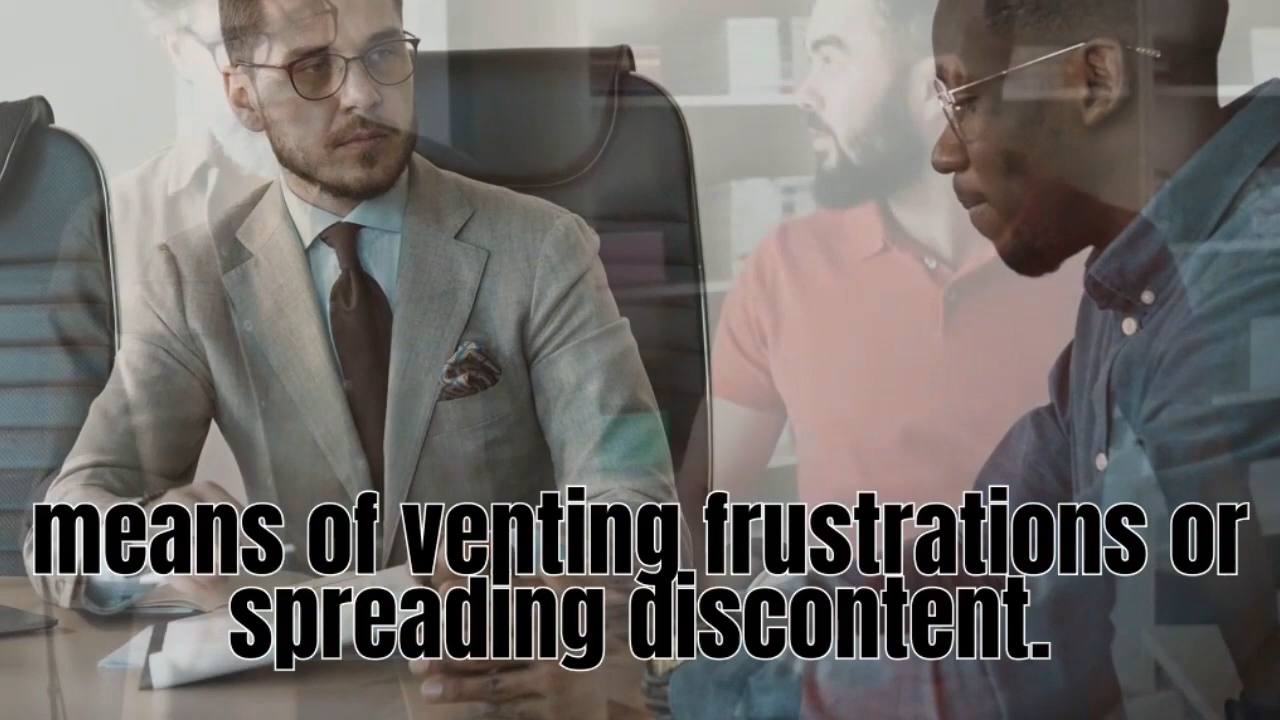 means of venting frustrations or
spreading discontent.